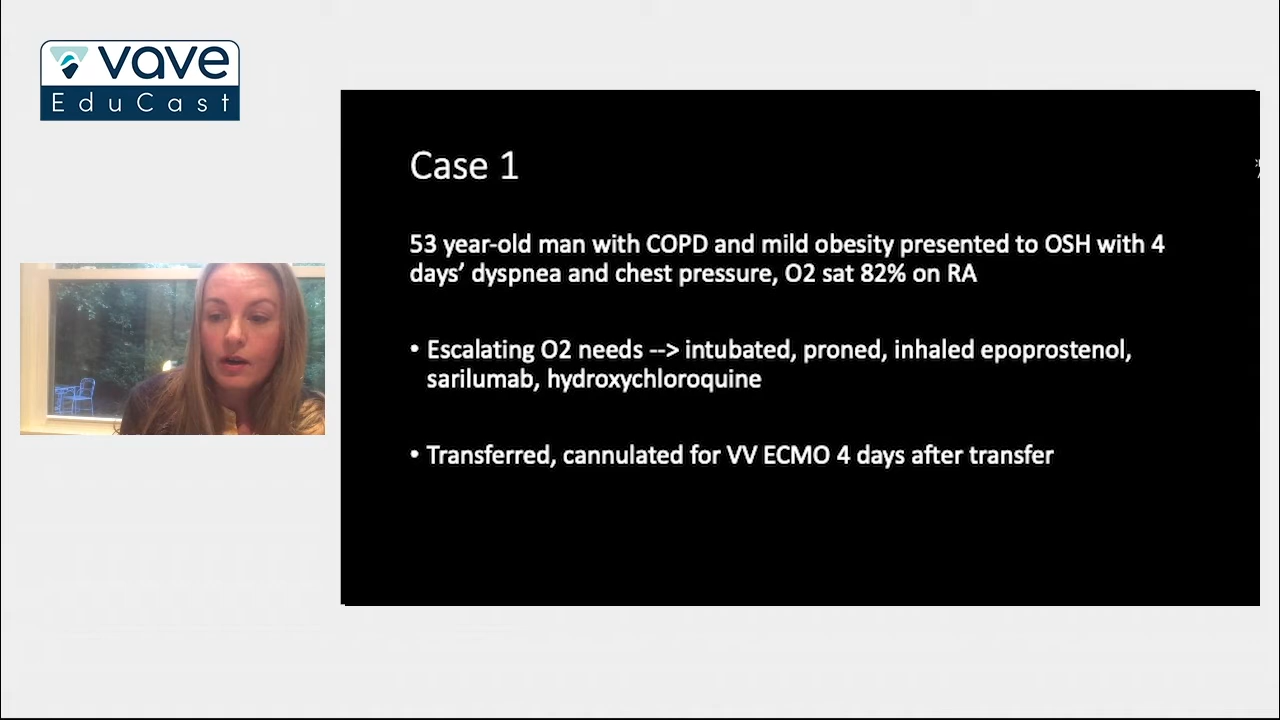 vave
EduCast
Case 1
53 year-old man with COPD and mild obesity presented to OSH with 4
days’ dyspnea and chest pressure, O2 sat 82% on RA
• Escalating O2 needs --> intubated, proned, inhaled epoprostenol,
sarilumab, hydroxychloroquine
• Transferred, cannulated for VV ECMO 4 days after transfer